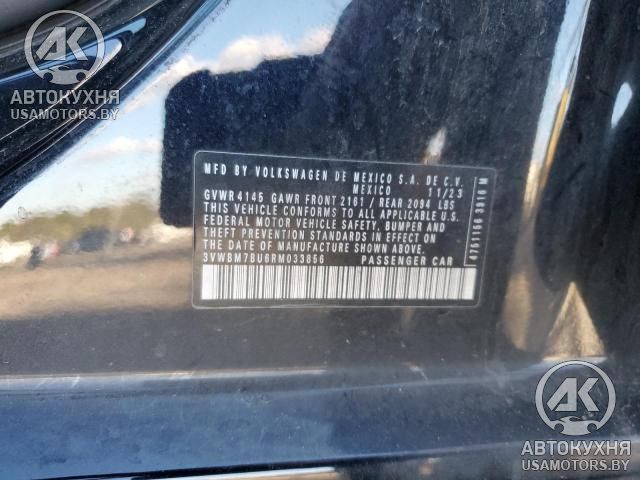 AK
АВТОКУХНЯ
USAMOTORS.BY
MFD BY VOLKSWAGEN DE MEXICO S.A. DE C.V.
MEXICO 11/23
GVWR 4145 GAWR FRONT 2161 / REAR 2094 LBS
THIS VEHICLE CONFORMS TO ALL APPLICABLE U.S.
FEDERAL MOTOR VEHICLE SAFETY, BUMPER AND
THEFT PREVENTION STANDARDS IN EFFECT ON
THE DATE OF MANUFACTURE SHOWN ABOVE.
3VWBM7BU6RM033856 PASSENGER CAR
AK
АВТОКУХНЯ
USAMOTORS.BY